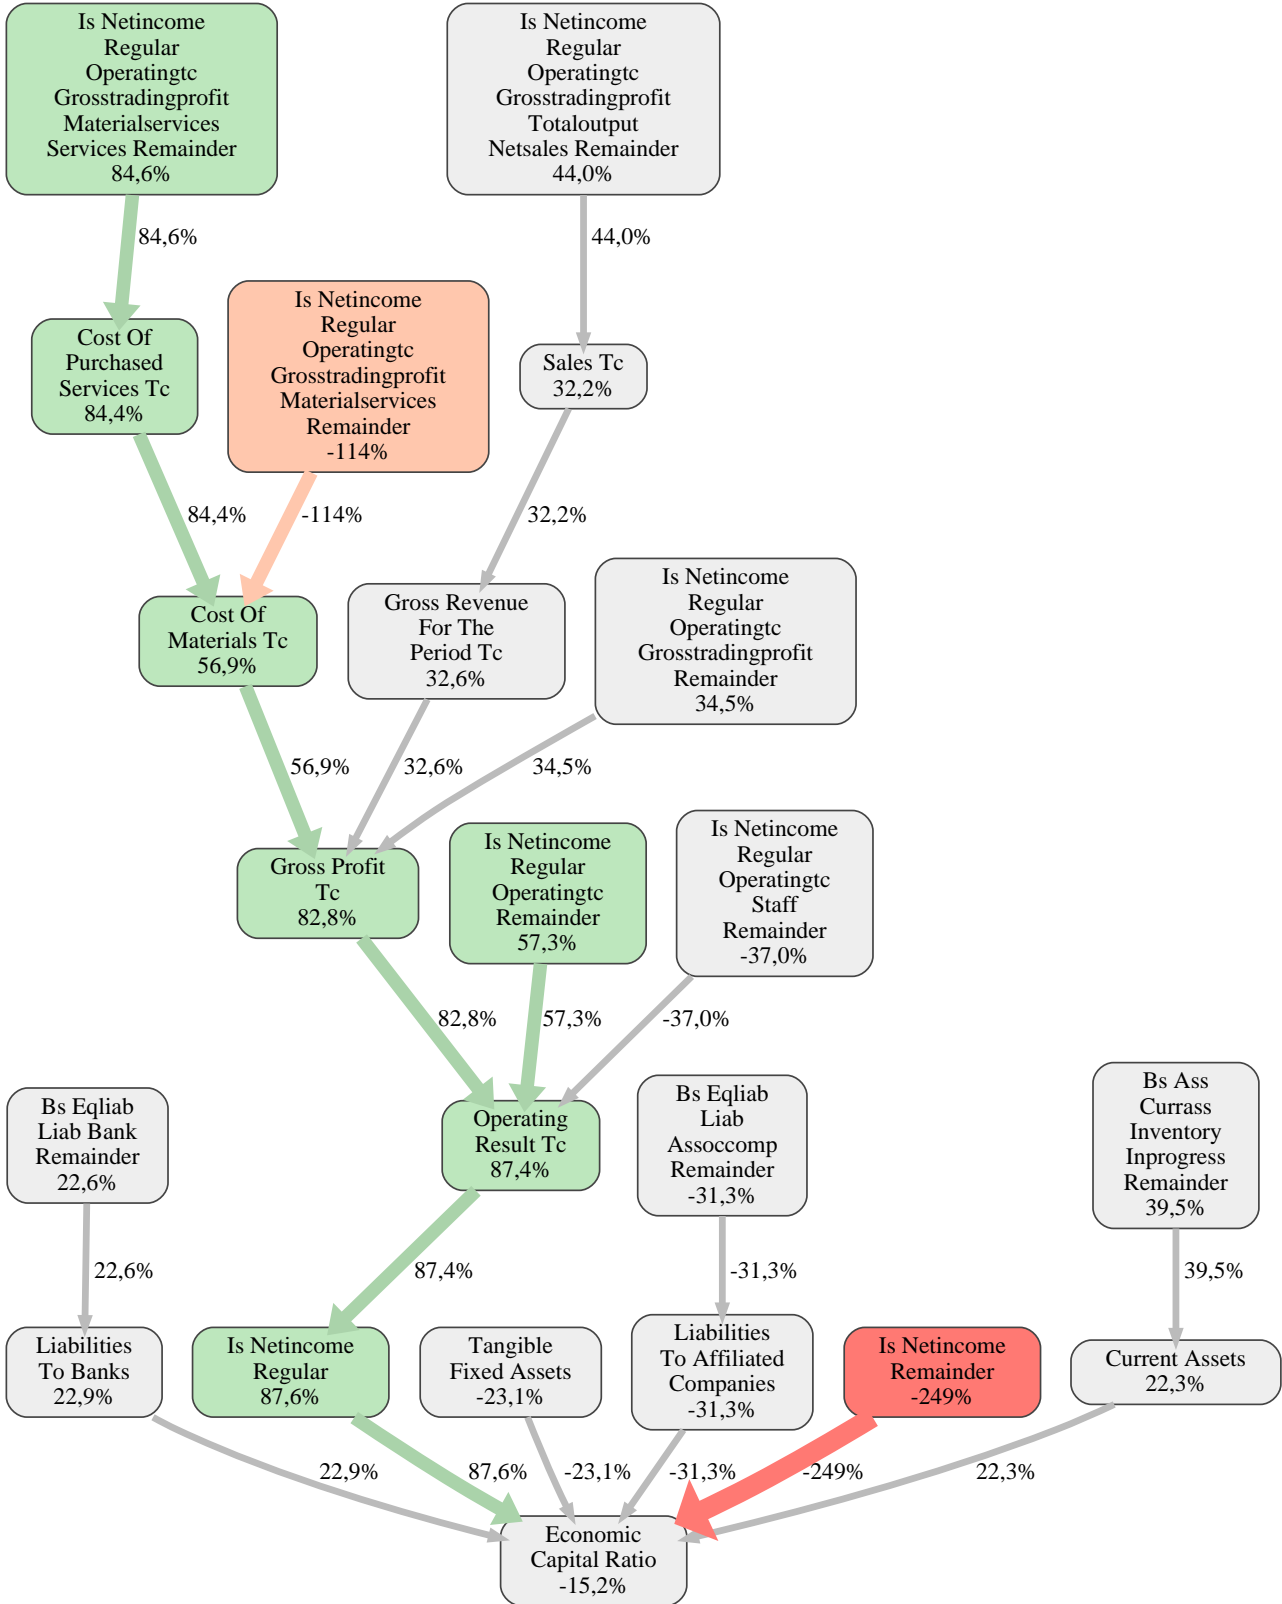 Is Netincome
Regular
Operatingtc
Grosstradingprofit
Materialservices
Services Remainder
84,6%
Is Netincome
Regular
Operatingtc
Grosstradingprofit
Totaloutput
Netsales Remainder
44,0%
84,6%
44,0%
Cost Of
Purchased
Services Tc
84,4%
Is Netincome
Regular
Operatingtc
Grosstradingprofit
Materialservices
Remainder
-114%
Sales Tc
32,2%
84,4%
-114%
32,2%
Cost Of
Materials Tc
56,9%
Gross Revenue
For The
Period Tc
32,6%
Is Netincome
Regular
Operatingtc
Grosstradingprofit
Remainder
34,5%
56,9%
32,6%
34,5%
Gross Profit
Tc
82,8%
Is Netincome
Regular
Operatingtc
Remainder
57,3%
Is Netincome
Regular
Operatingtc
Staff
Remainder
-37,0%
82,8%
57,3%
-37,0%
Bs Eqliab
Liab Bank
Remainder
22,6%
Operating
Result Tc
87,4%
Bs Eqliab
Liab
Assoccomp
Remainder
-31,3%
Bs Ass
Currass
Inventory
Inprogress
Remainder
39,5%
22,6%
87,4%
-31,3%
39,5%
Liabilities
To Banks
22,9%
Is Netincome
Regular
87,6%
Tangible
Fixed Assets
-23,1%
Liabilities
To Affiliated
Companies
-31,3%
Is Netincome
Remainder
-249%
Current Assets
22,3%
22,9%
87,6%
-23,1%
-31,3%
-249%
22,3%
Economic
Capital Ratio
-15,2%